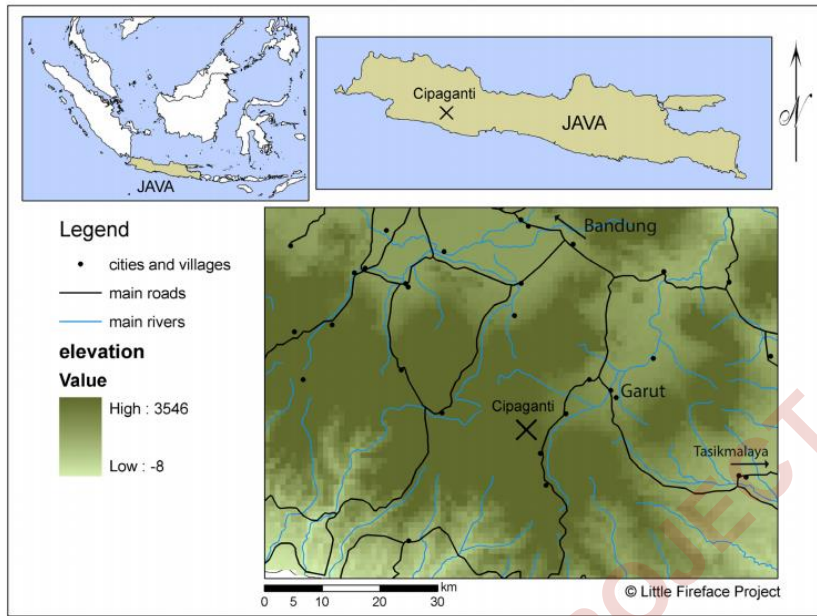 JAVA
Cipaganti
JAVA
N
Legend
cities and villages
main roads
main rivers
elevation
Value
High : 3546
Low : -8
Bandung
Cipaganti
Garut
Tasikmalaya
km
0 5 10 20 30
© Little Fireface Project
OJECT